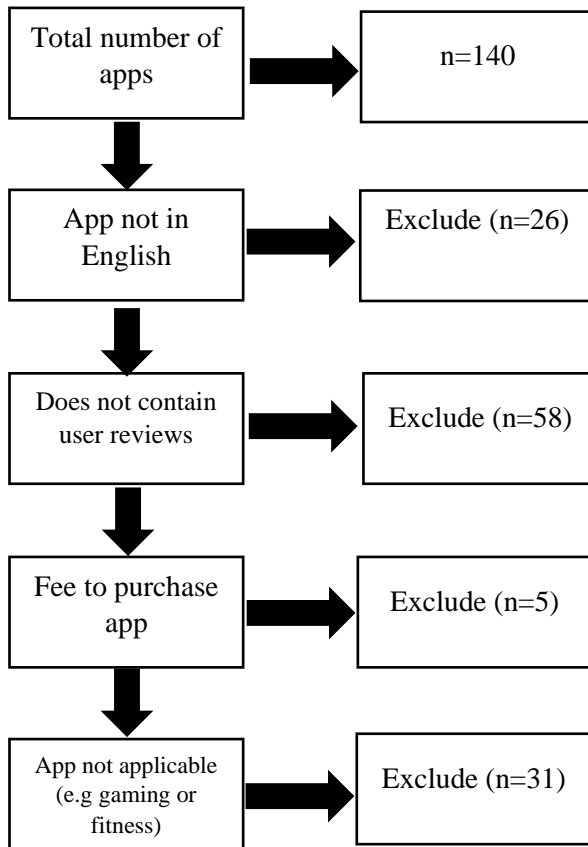 Total number of
apps
n=140
App not in
English
Exclude (n=26)
Does not contain
user reviews
Exclude (n=58)
Fee to purchase
app
Exclude (n=5)
App not applicable
(e.g gaming or
fitness)
Exclude (n=31)